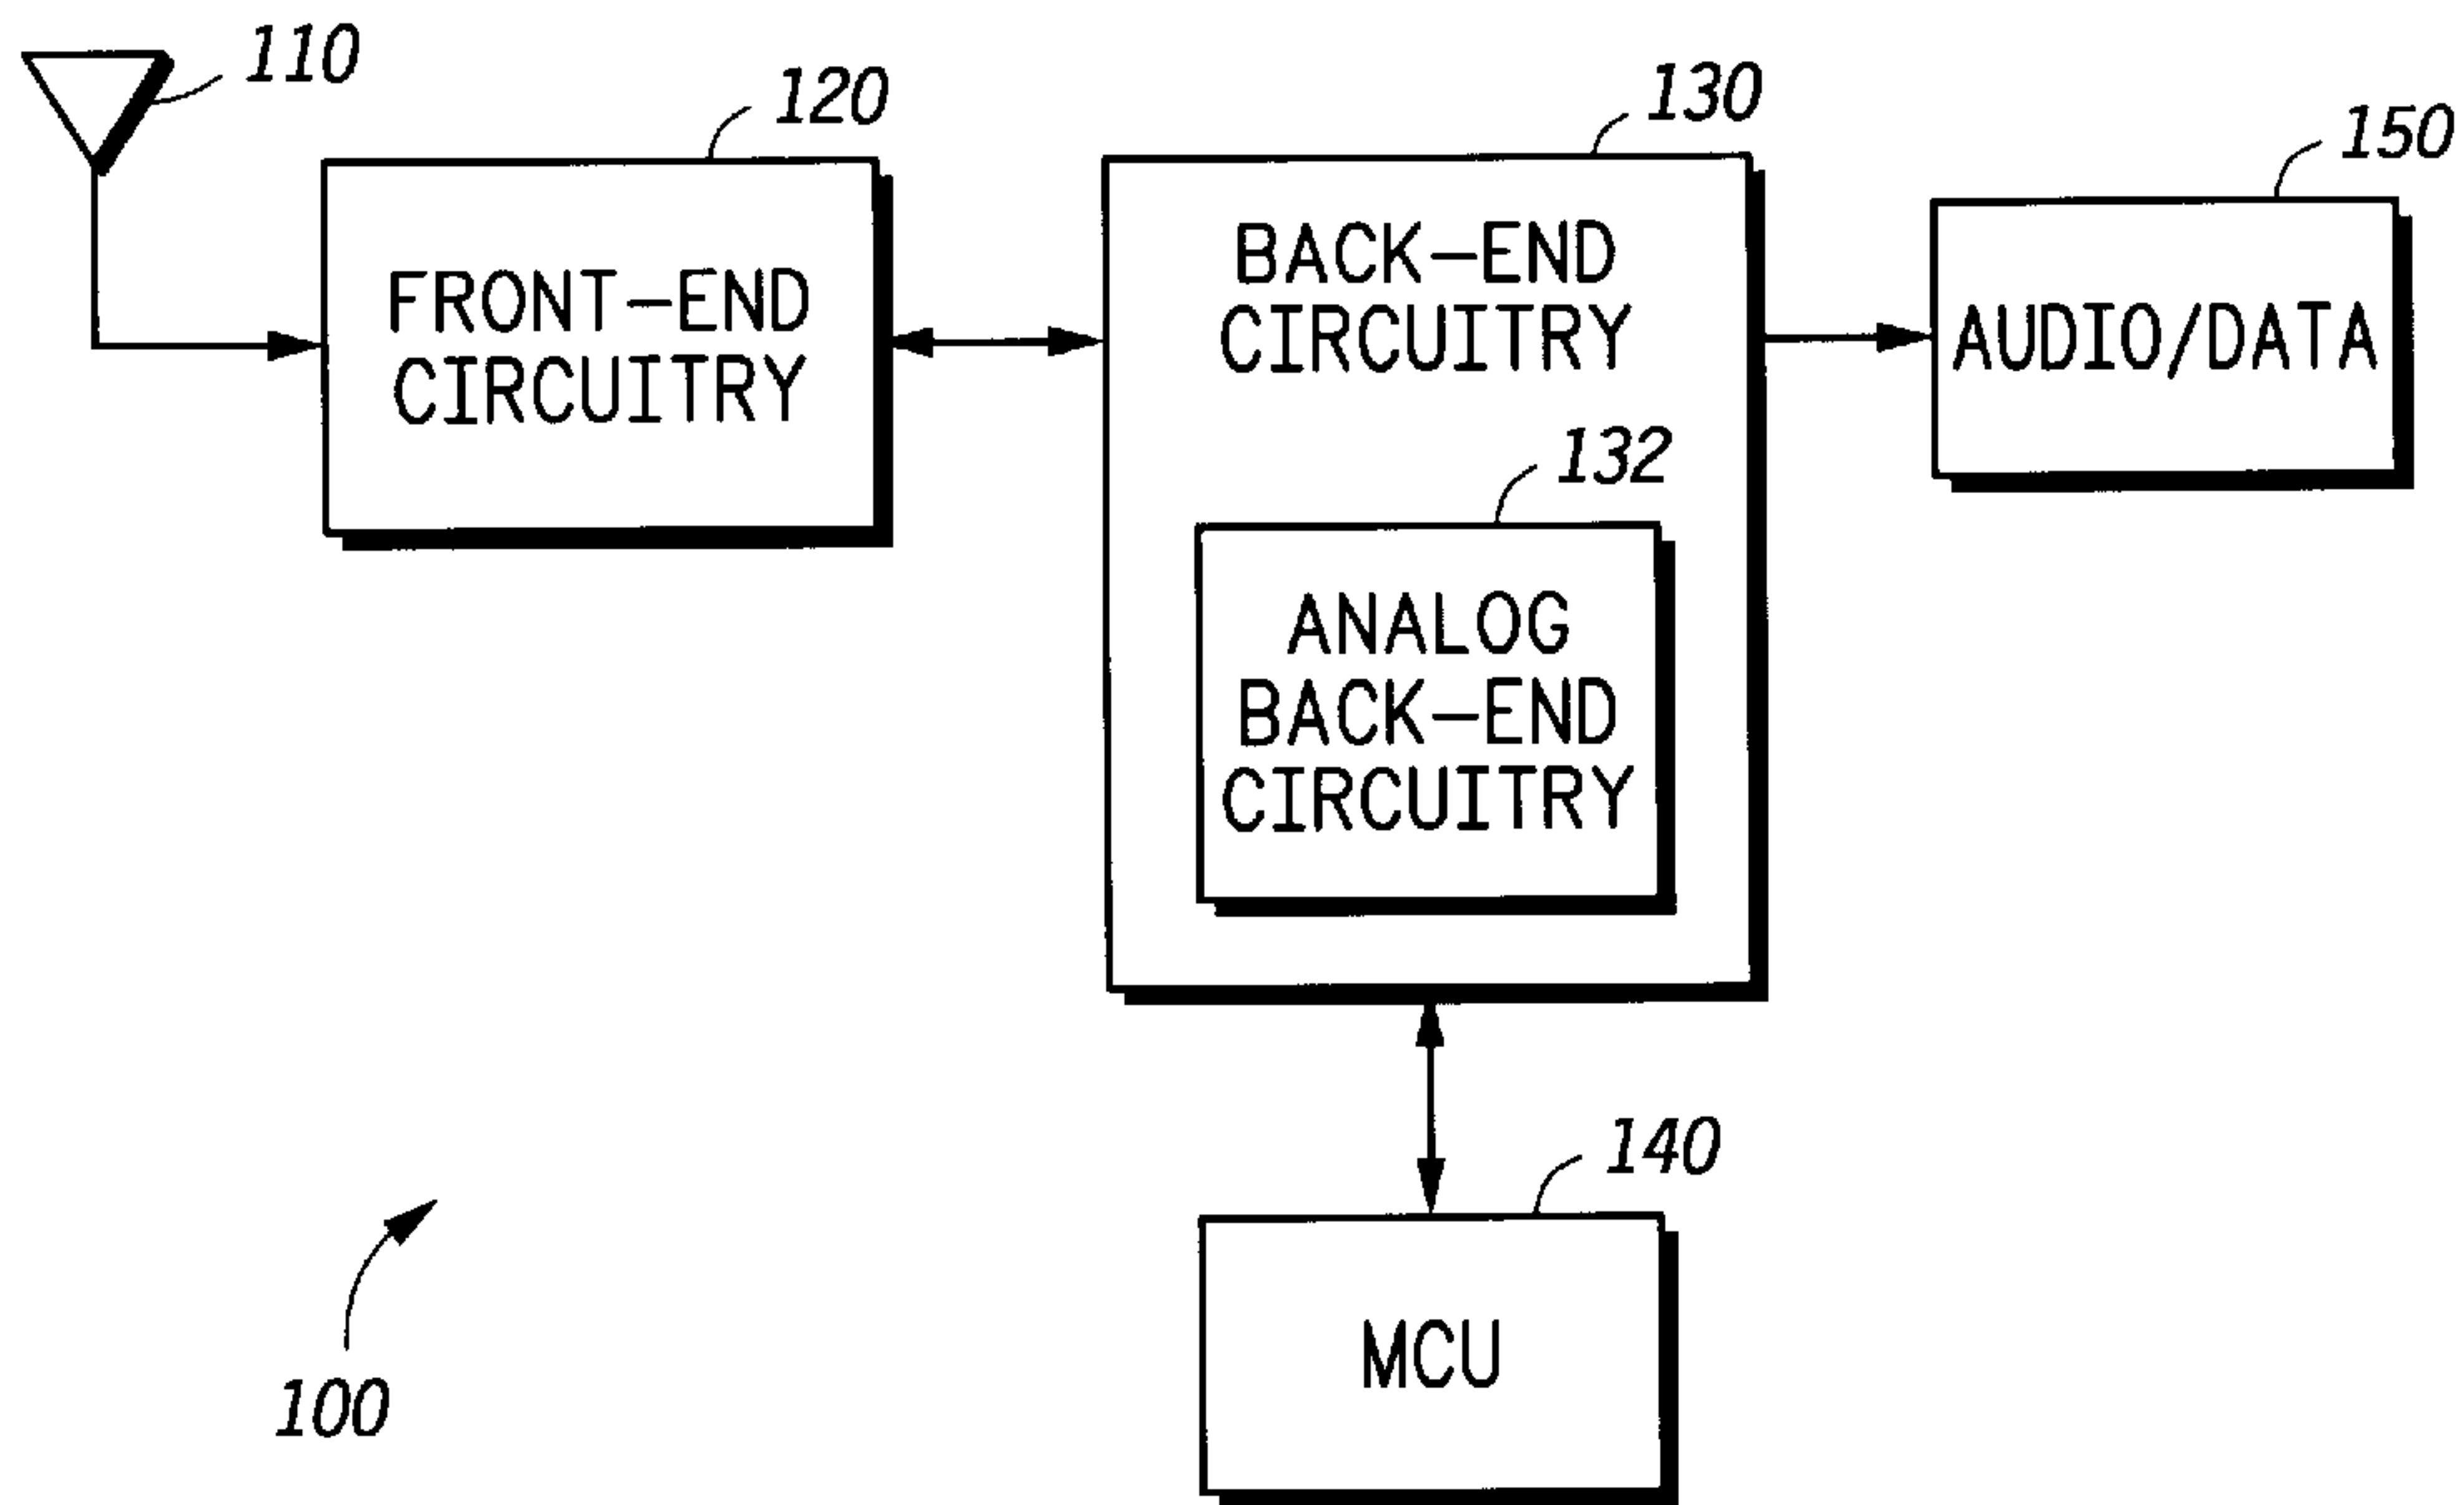 110
120
130
150
FRONT-END
CIRCUITRY
BACK-END
CIRCUITRY
AUDIO/DATA
132
ANALOG
BACK-END
CIRCUITRY
140
MCU
100